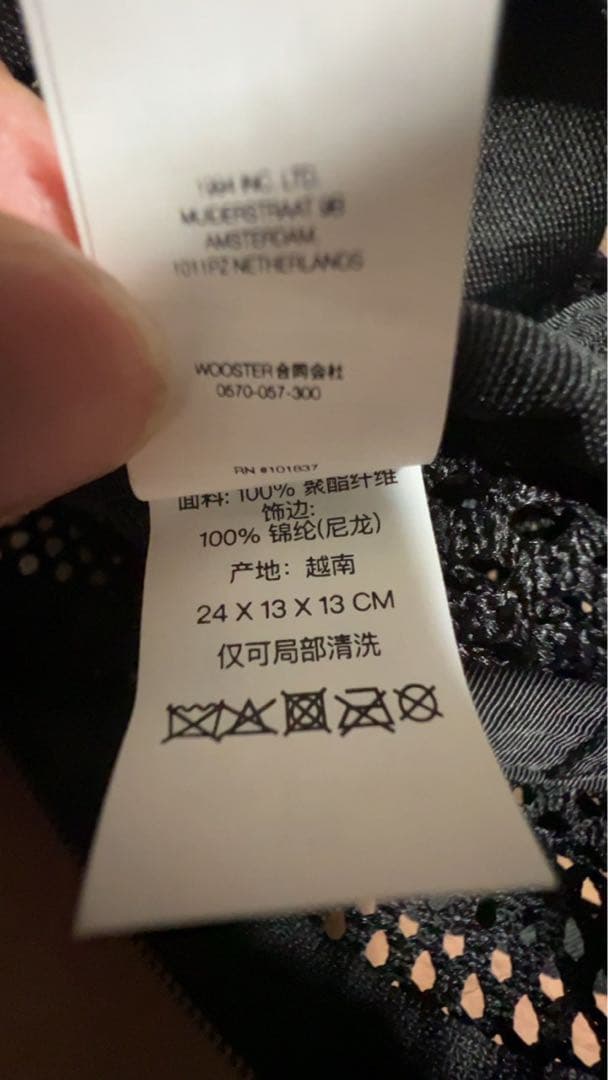 1994 INC. LTD.
MUIDERSTRAAT 9B
AMSTERDAM,
1011PZ NETHERLANDS
WOOSTER合同会社
0570-057-300
RN #101837
面料: 100% 聚酯纤维
饰边:
100% 锦纶(尼龙)
产地: 越南
24 X 13 X 13 CM
仅可局部清洗